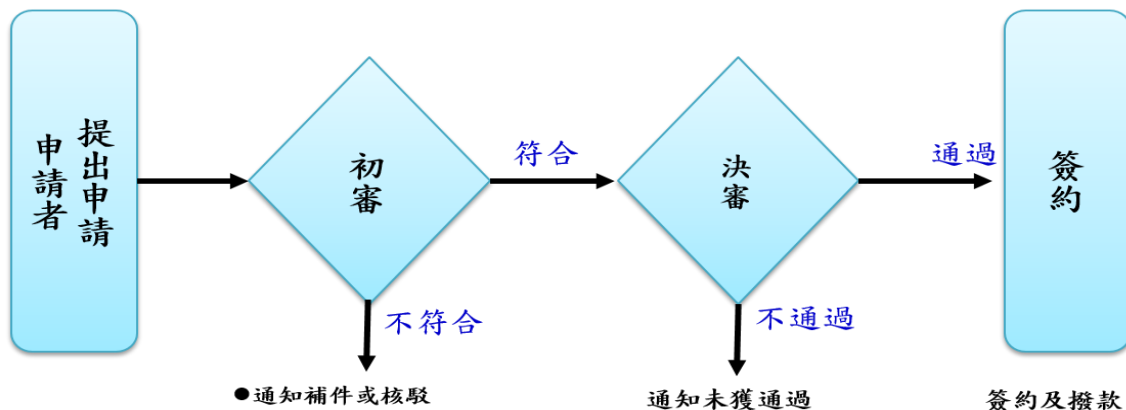 申請者
提出申請
初審
符合
不符合
●通知補件或核駁
決審
通過
不通過
通知未獲通過
簽約
簽約及撥款